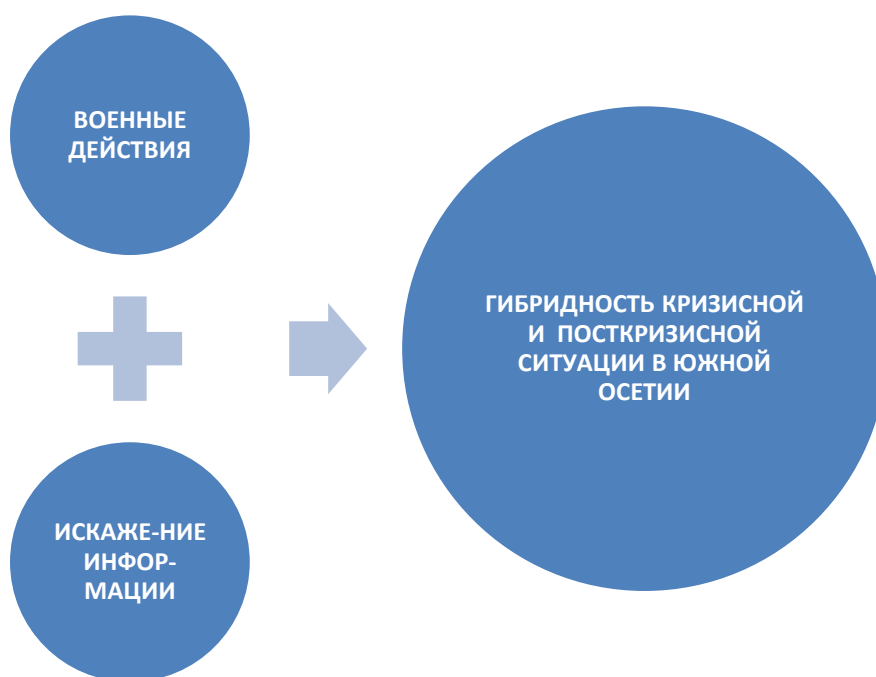 ВОЕННЫЕ
ДЕЙСТВИЯ
ИСКАЖЕ-НИЕ
ИНФОР-
МАЦИИ
ГИБРИДНОСТЬ КРИЗИСНОЙ
И ПОСТКРИЗИСНОЙ
СИТУАЦИИ В ЮЖНОЙ
ОСЕТИИ